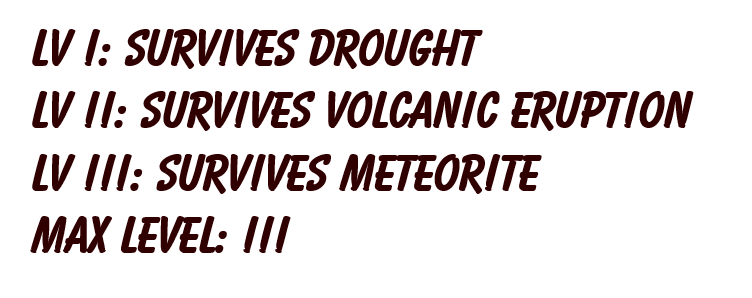 LV I: SURVIVES DROUGHT
LV II: SURVIVES VOLCANIC ERUPTION
LV III: SURVIVES METEORITE
MAX LEVEL: III